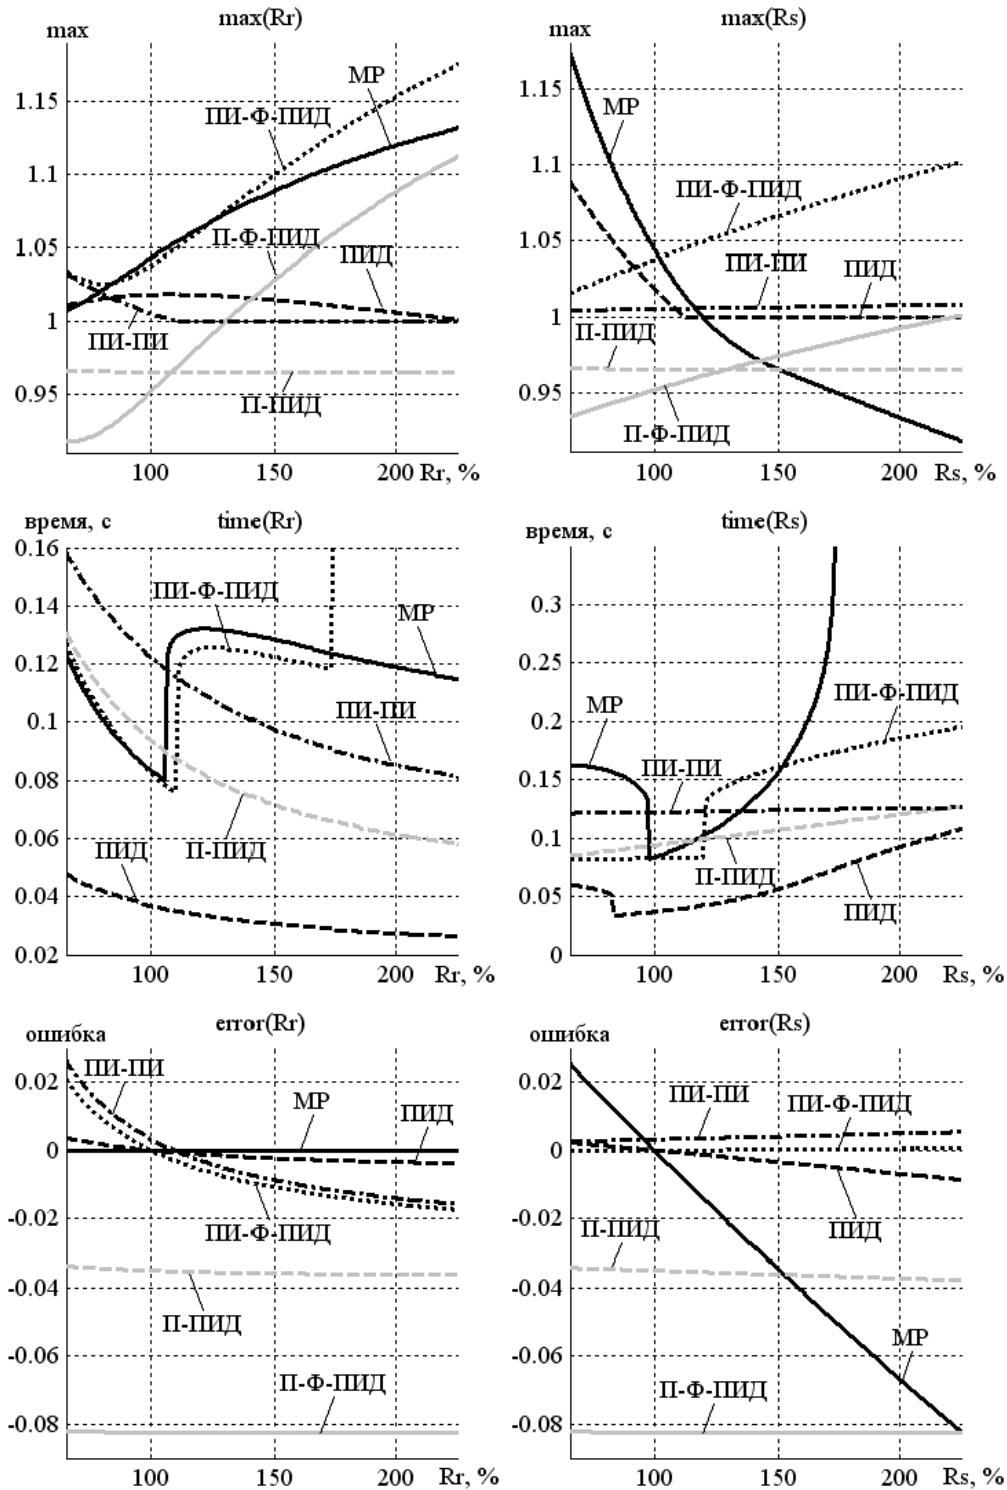 max
max(Rr)
1.15
1.1
1.05
1
0.95
МР
ПИ-Ф-ПИД
П-Ф-ПИД
ПИД
ПИ-ПИ
П-ПИД
100
150
200
Rr, %
max
max(Rs)
1.15
1.1
1.05
1
0.95
МР
ПИ-Ф-ПИД
ПИ-ПИ
ПИД
П-ПИД
П-Ф-ПИД
100
150
200
Rs, %
время, с
time(Rr)
0.16
0.14
0.12
0.1
0.08
0.06
0.04
0.02
ПИ-Ф-ПИД
МР
ПИ-ПИ
ПИД
П-ПИД
100
150
200
Rr, %
время, с
time(Rs)
0.3
0.25
0.2
0.15
0.1
0.05
0
МР
ПИ-Ф-ПИД
ПИ-ПИ
П-ПИД
ПИД
100
150
200
Rs, %
ошибка
error(Rr)
0.02
0
-0.02
-0.04
-0.06
-0.08
ПИ-ПИ
МР
ПИД
ПИ-Ф-ПИД
П-ПИД
П-Ф-ПИД
100
150
200
Rr, %
ошибка
error(Rs)
0.02
0
-0.02
-0.04
-0.06
-0.08
ПИ-ПИ
ПИ-Ф-ПИД
П-ПИД
ПИД
МР
П-Ф-ПИД
100
150
200
Rs, %